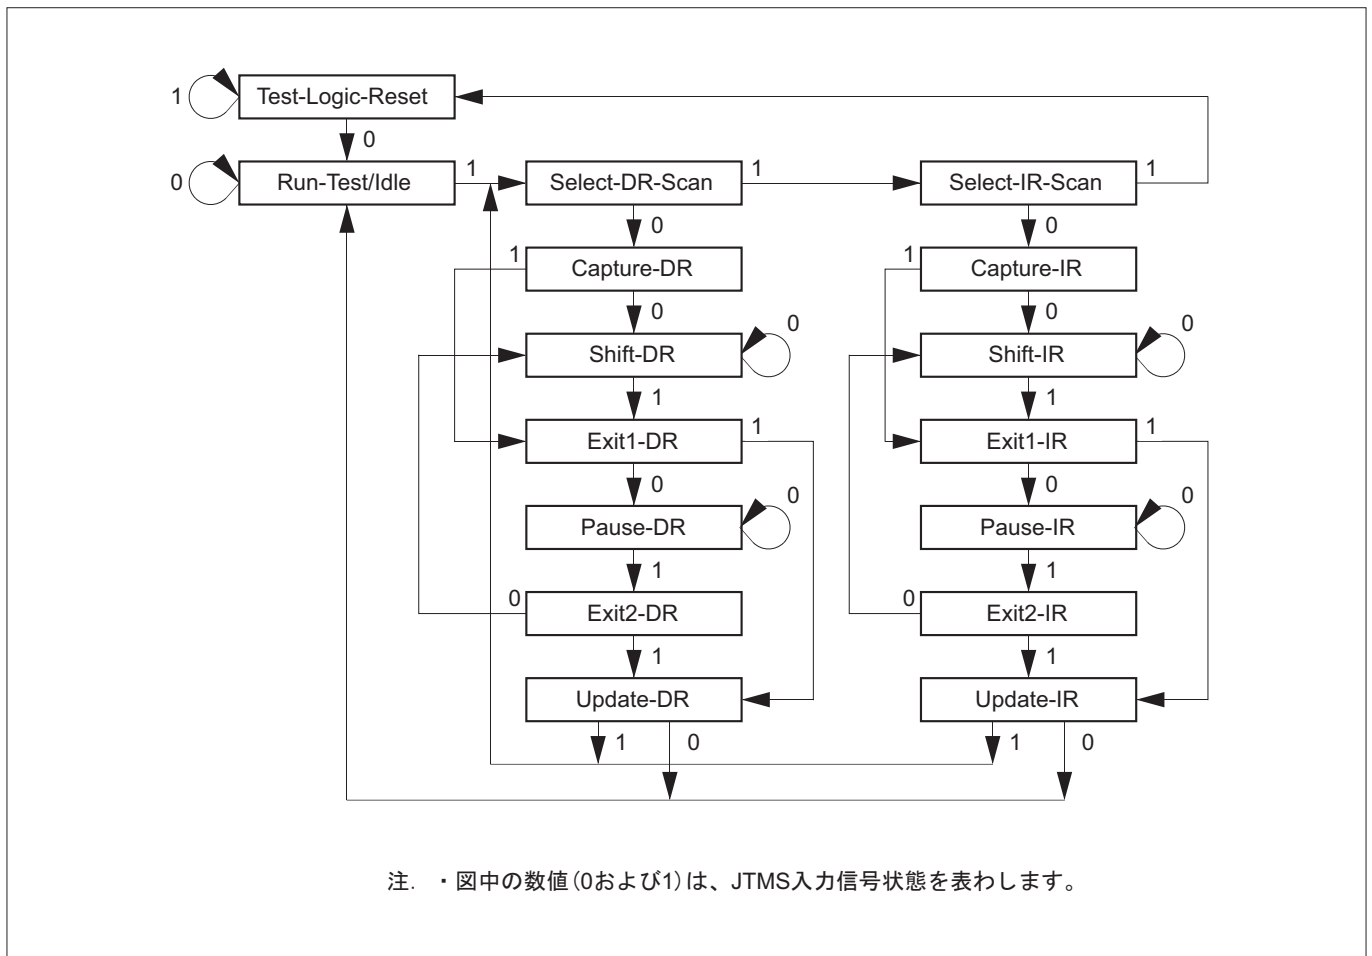 Test-Logic-Reset
1
0
Run-Test/Idle
0
1
Select-DR-Scan
1
Select-IR-Scan
1
0
0
1
Capture-DR
1
Capture-IR
0
0
Shift-DR
0
Shift-IR
0
1
1
Exit1-DR
1
Exit1-IR
1
0
0
Pause-DR
0
Pause-IR
0
1
1
0
Exit2-DR
0
Exit2-IR
1
1
Update-DR
Update-IR
1
0
1
0
注. ・図中の数値(0および1)は、JTMS入力信号状態を表わします。